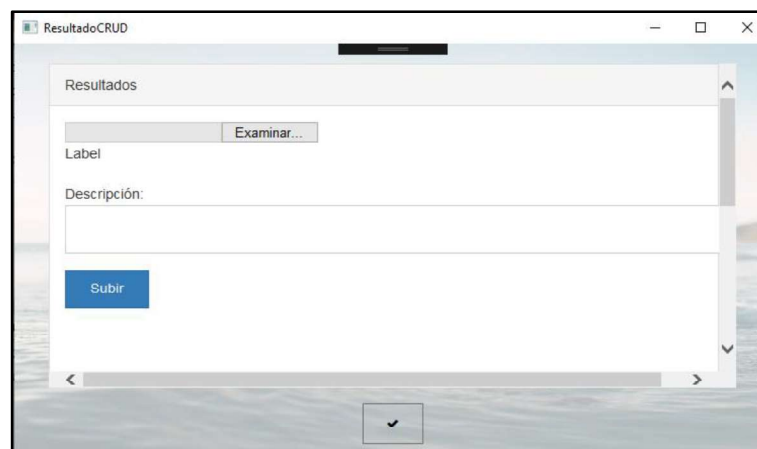 ResultadoCRUD
Resultados
Examinar...
Label
Descripción:
Subir